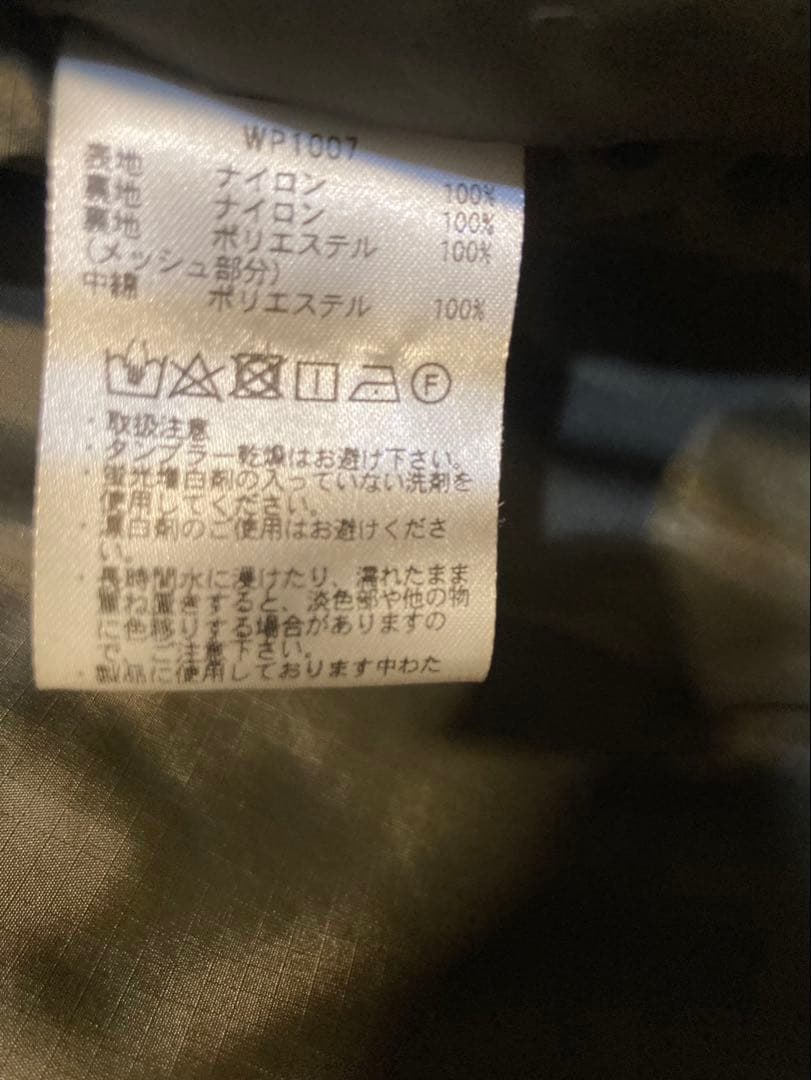 WP1007
表地 ナイロン 100%
裏地 ナイロン 100%
裏地 ポリエステル 100%
(メッシュ部分)
中綿 ポリエステル 100%
F
・取扱注意
・タンブラー乾燥はお避け下さい。
・蛍光増白剤の入っていない洗剤を
使用してください。
・漂白剤のご使用はお避けくださ
い。
・長時間水に浸けたり、濡れたまま
重ね置きすると、淡色部や他の物
に色移りする場合がありますの
で、ご注意下さい。
・製品に使用しております中わた